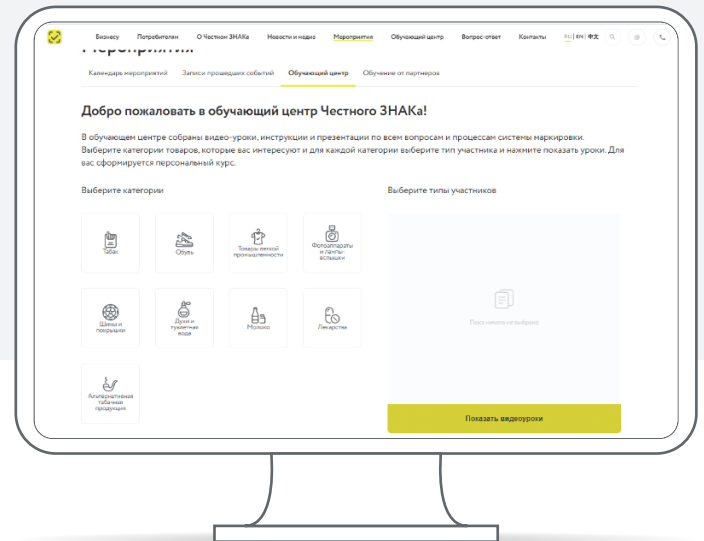 Бизнесу Потребителям О Честном ЗНАКе Новости и медиа Мероприятия Обучающий центр Вопрос-ответ Контакты RU | EN | 中文
Мероприятия
Календарь мероприятий Записи прошедших событий Обучающий центр Обучение от партнеров
Добро пожаловать в обучающий центр Честного ЗНАКа!
В обучающем центре собраны видео-уроки, инструкции и презентации по всем вопросам и процессам системы маркировки.
Выберите категории товаров, которые вас интересуют и для каждой категории выберите тип участника и нажмите показать уроки. Для
вас сформируется персональный курс.
Выберите категории
Выберите типы участников
Табак
Обувь
Товары легкой
промышленности
Фотоаппараты
и лампы-
вспышки
Шины и
покрышки
Духи и
туалетная
вода
Молоко
Лекарства
Пока ничего не выбрано
Альтернативная
табачная
продукция
Показать видеоуроки